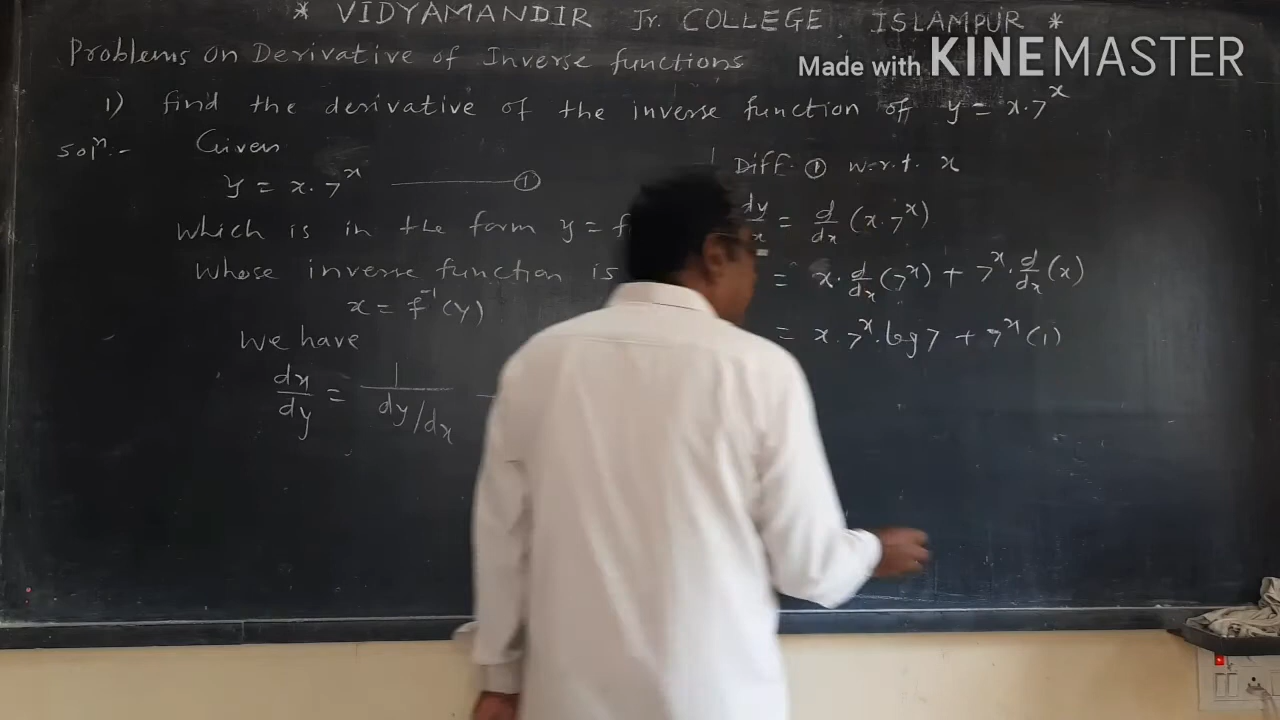 * VIDYAMANDIR Jr. COLLEGE, ISLAMPUR *
Problems On Derivative of Inverse functions
Made with KINEMASTER
1) find the derivative of the inverse function of y = x·7^x
Solⁿ:- Given
y = x·7^x ——— ①
which is in the form y = f
whose inverse function is
x = f⁻¹(y)
We have
dx/dy = 1/(dy/dx) —
Diff. ① w.r.t. x
dy/dx = d/dx (x·7^x)
= x·d/dx(7^x) + 7^x·d/dx(x)
= x·7^x·log7 + 7^x(1)